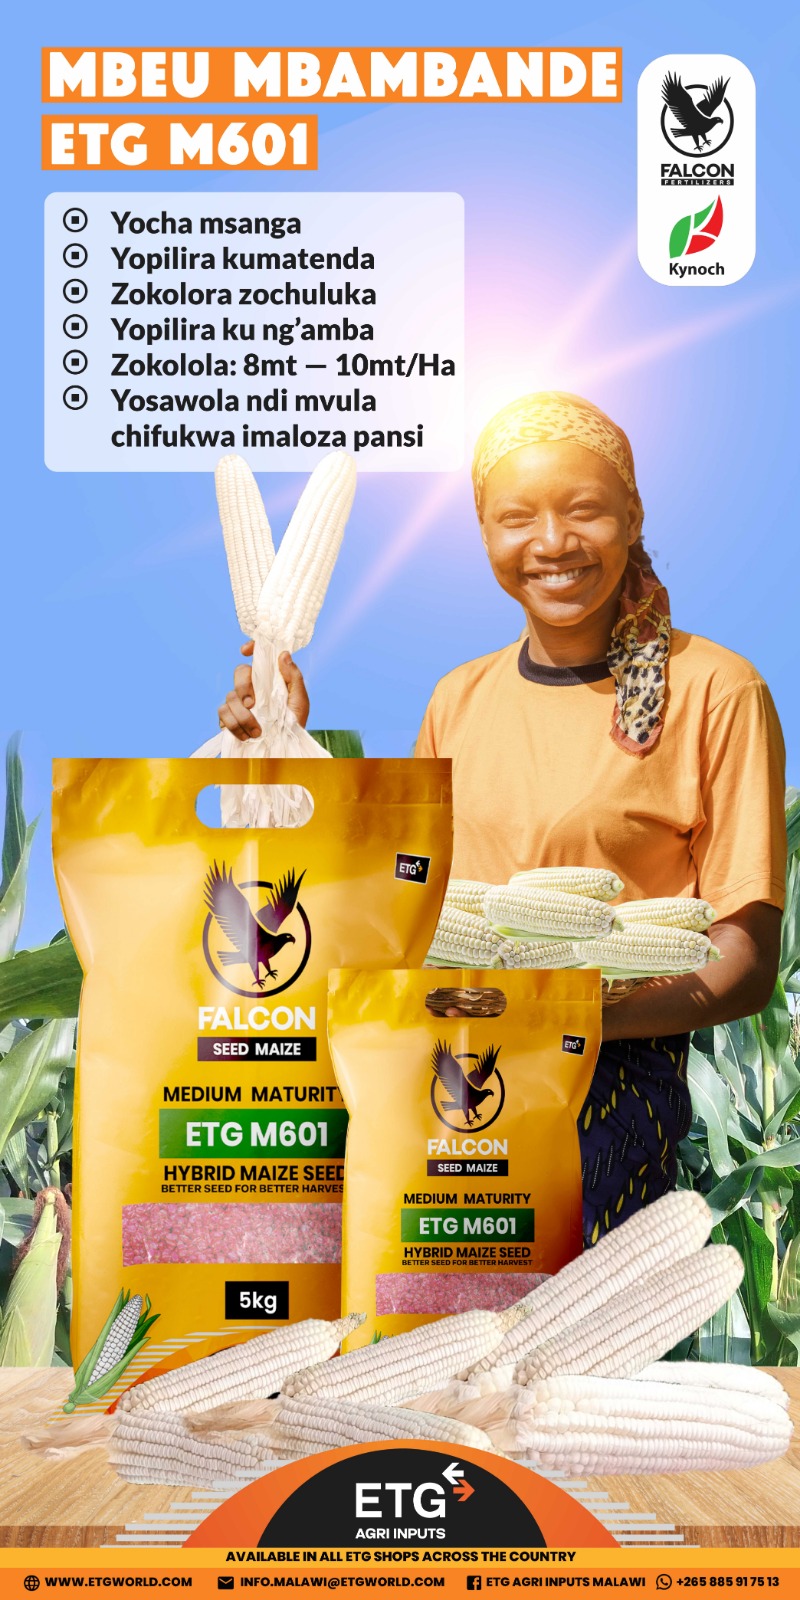 MBEU MBAMBANDE
ETG M601
FALCON
FERTILIZERS
Kynoch
Yocha msanga
Yopilira kumatenda
Zokolora zochuluka
Yopilira ku ng'amba
Zokolola: 8mt — 10mt/Ha
Yosawola ndi mvula
chifukwa imaloza pansi
ETG
FALCON
SEED MAIZE
MEDIUM MATURIT
ETG M601
HYBRID MAIZE SEED
BETTER SEED FOR BETTER HARVES
5kg
ETG
FALCON
SEED MAIZE
MEDIUM MATURITY
ETG M601
HYBRID MAIZE SEED
BETTER SEED FOR BETTER HARVEST
ETG
AGRI INPUTS
AVAILABLE IN ALL ETG SHOPS ACROSS THE COUNTRY
WWW.ETGWORLD.COM INFO.MALAWI@ETGWORLD.COM ETG AGRI INPUTS MALAWI +265 885 91 75 13